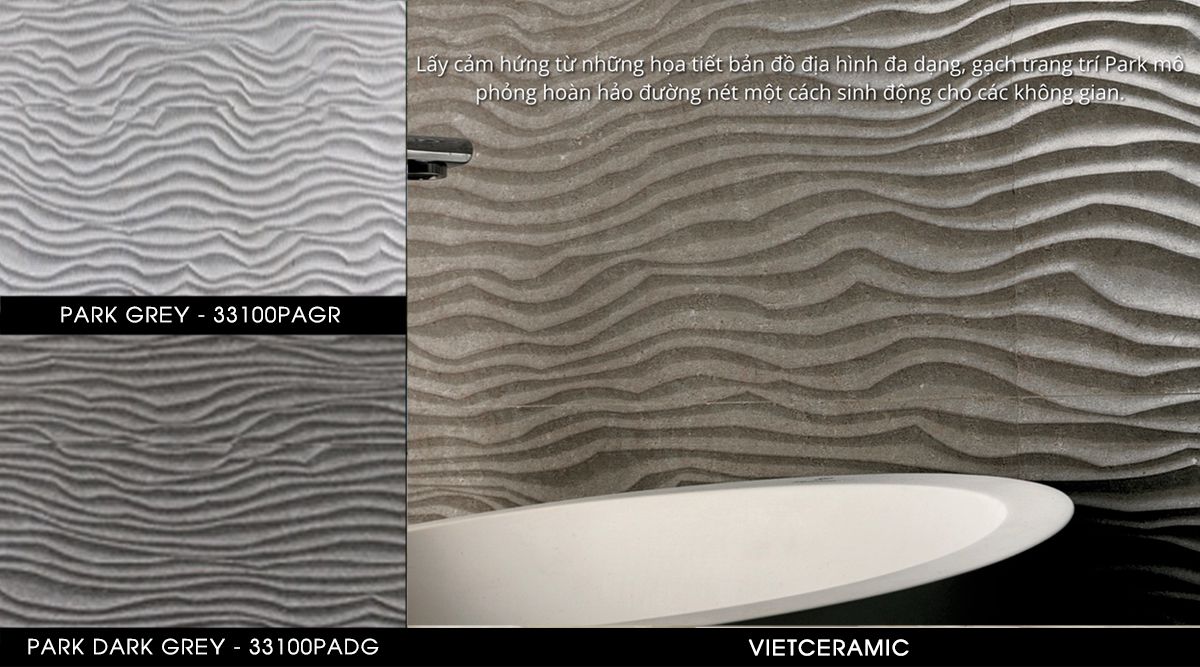 Lấy cảm hứng từ những họa tiết bản đồ địa hình đa dạng, gạch trang trí Park mô
phỏng hoàn hảo đường nét một cách sinh động cho các không gian.
PARK GREY - 33100PAGR
PARK DARK GREY - 33100PADG
VIETCERAMIC